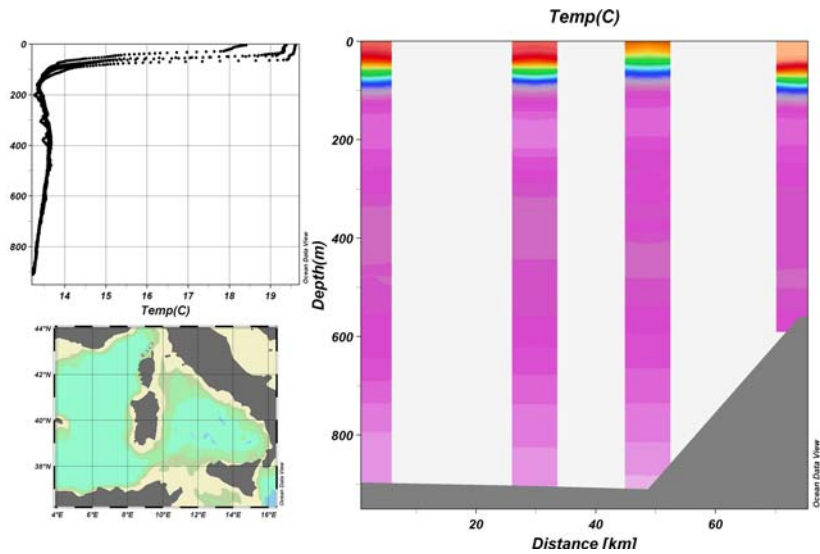 Temp(C)
0
200
400
600
800
14
15
16
17
18
19
Temp(C)
Ocean Data View
44°N
42°N
40°N
38°N
4°E
6°E
8°E
10°E
12°E
14°E
16°E
Ocean Data View
0
200
400
600
800
Depth(m)
20
40
60
Distance [km]
Ocean Data View